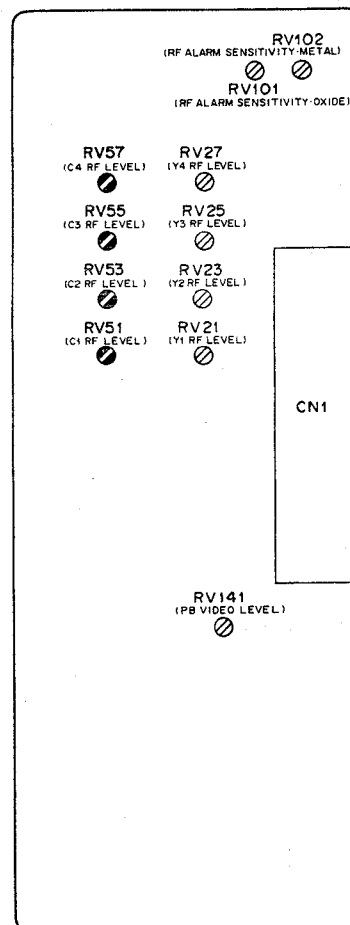 RV102
(RF ALARM SENSITIVITY-METAL)
RV101
(RF ALARM SENSITIVITY-OXIDE)
RV57 RV27
(C4 RF LEVEL) (Y4 RF LEVEL)
RV55 RV25
(C3 RF LEVEL) (Y3 RF LEVEL)
RV53 RV23
(C2 RF LEVEL) (Y2 RF LEVEL)
RV51 RV21
(C1 RF LEVEL) (Y1 RF LEVEL)
CN1
RV141
(PB VIDEO LEVEL)